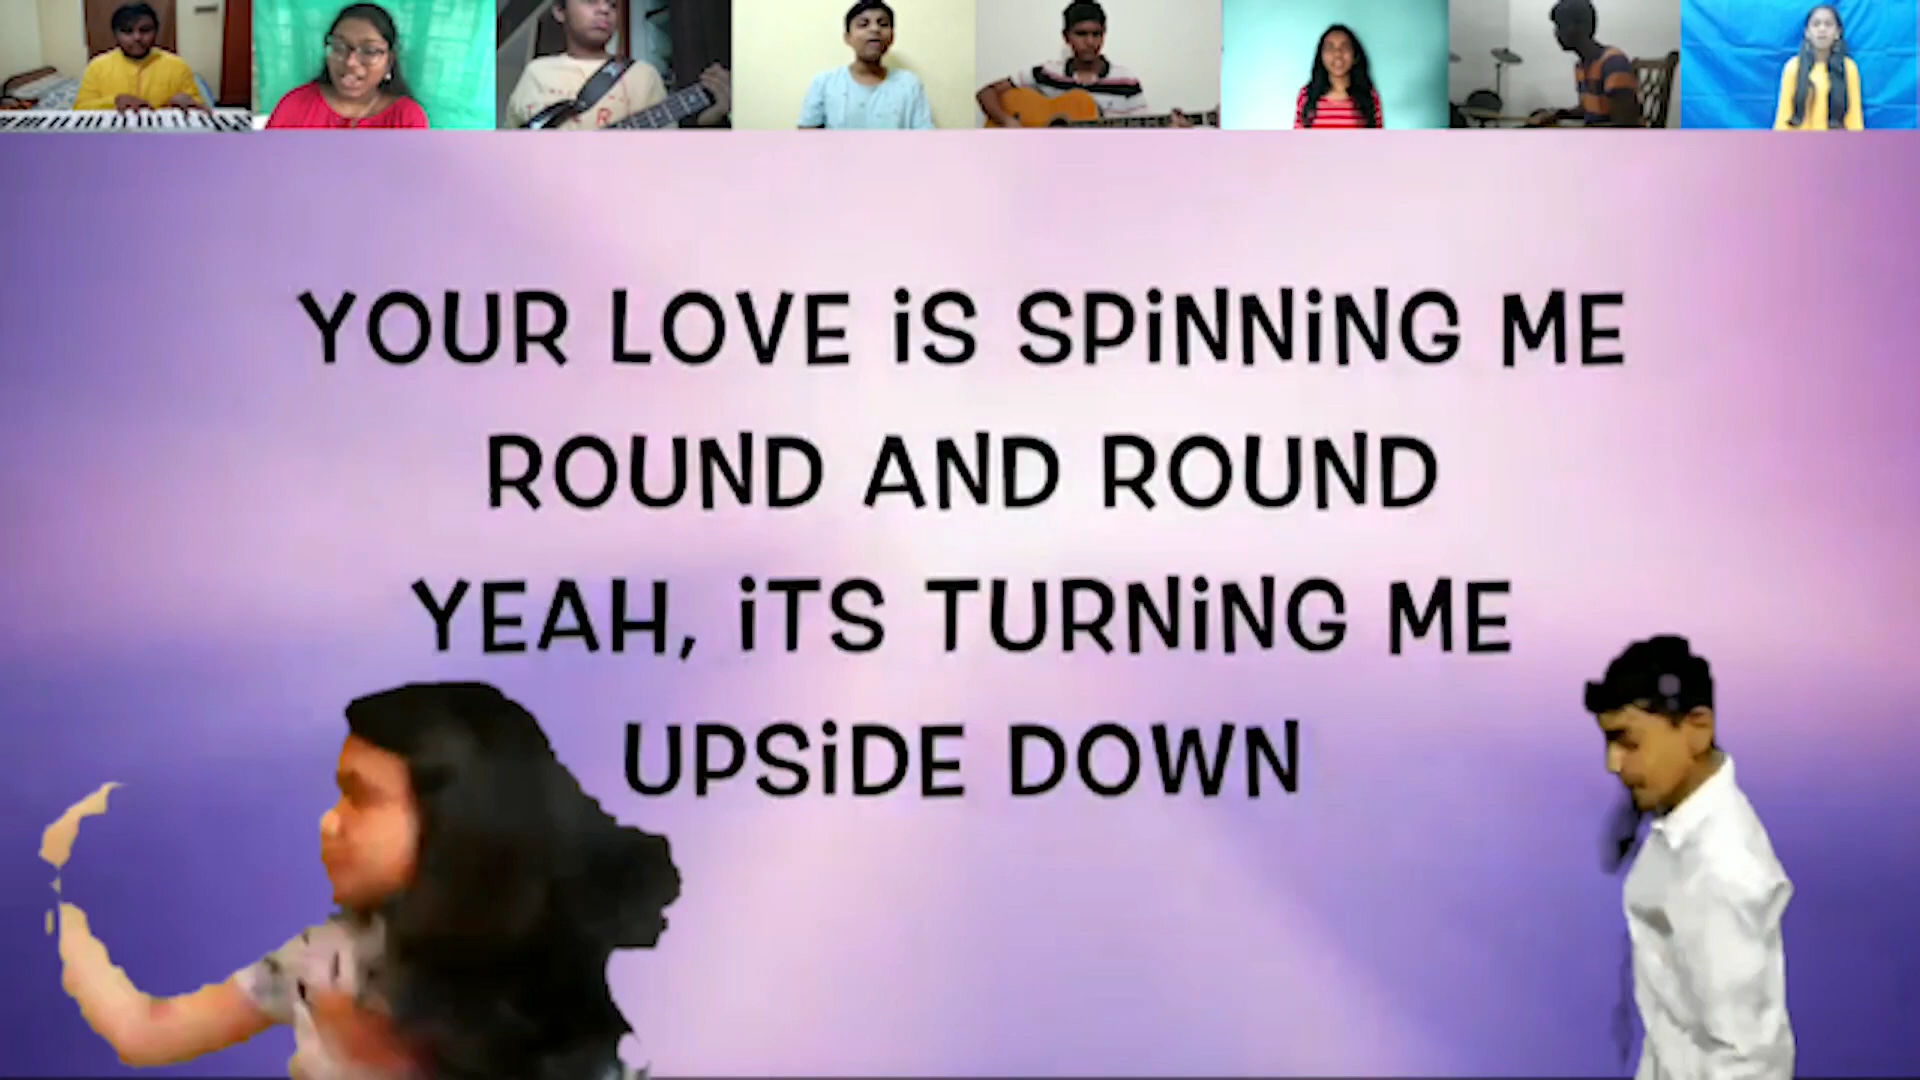 YOUR LOVE iS SPiNNiNG ME
ROUND AND ROUND
YEAH, iTS TURNiNG ME
UPSiDE DOWN